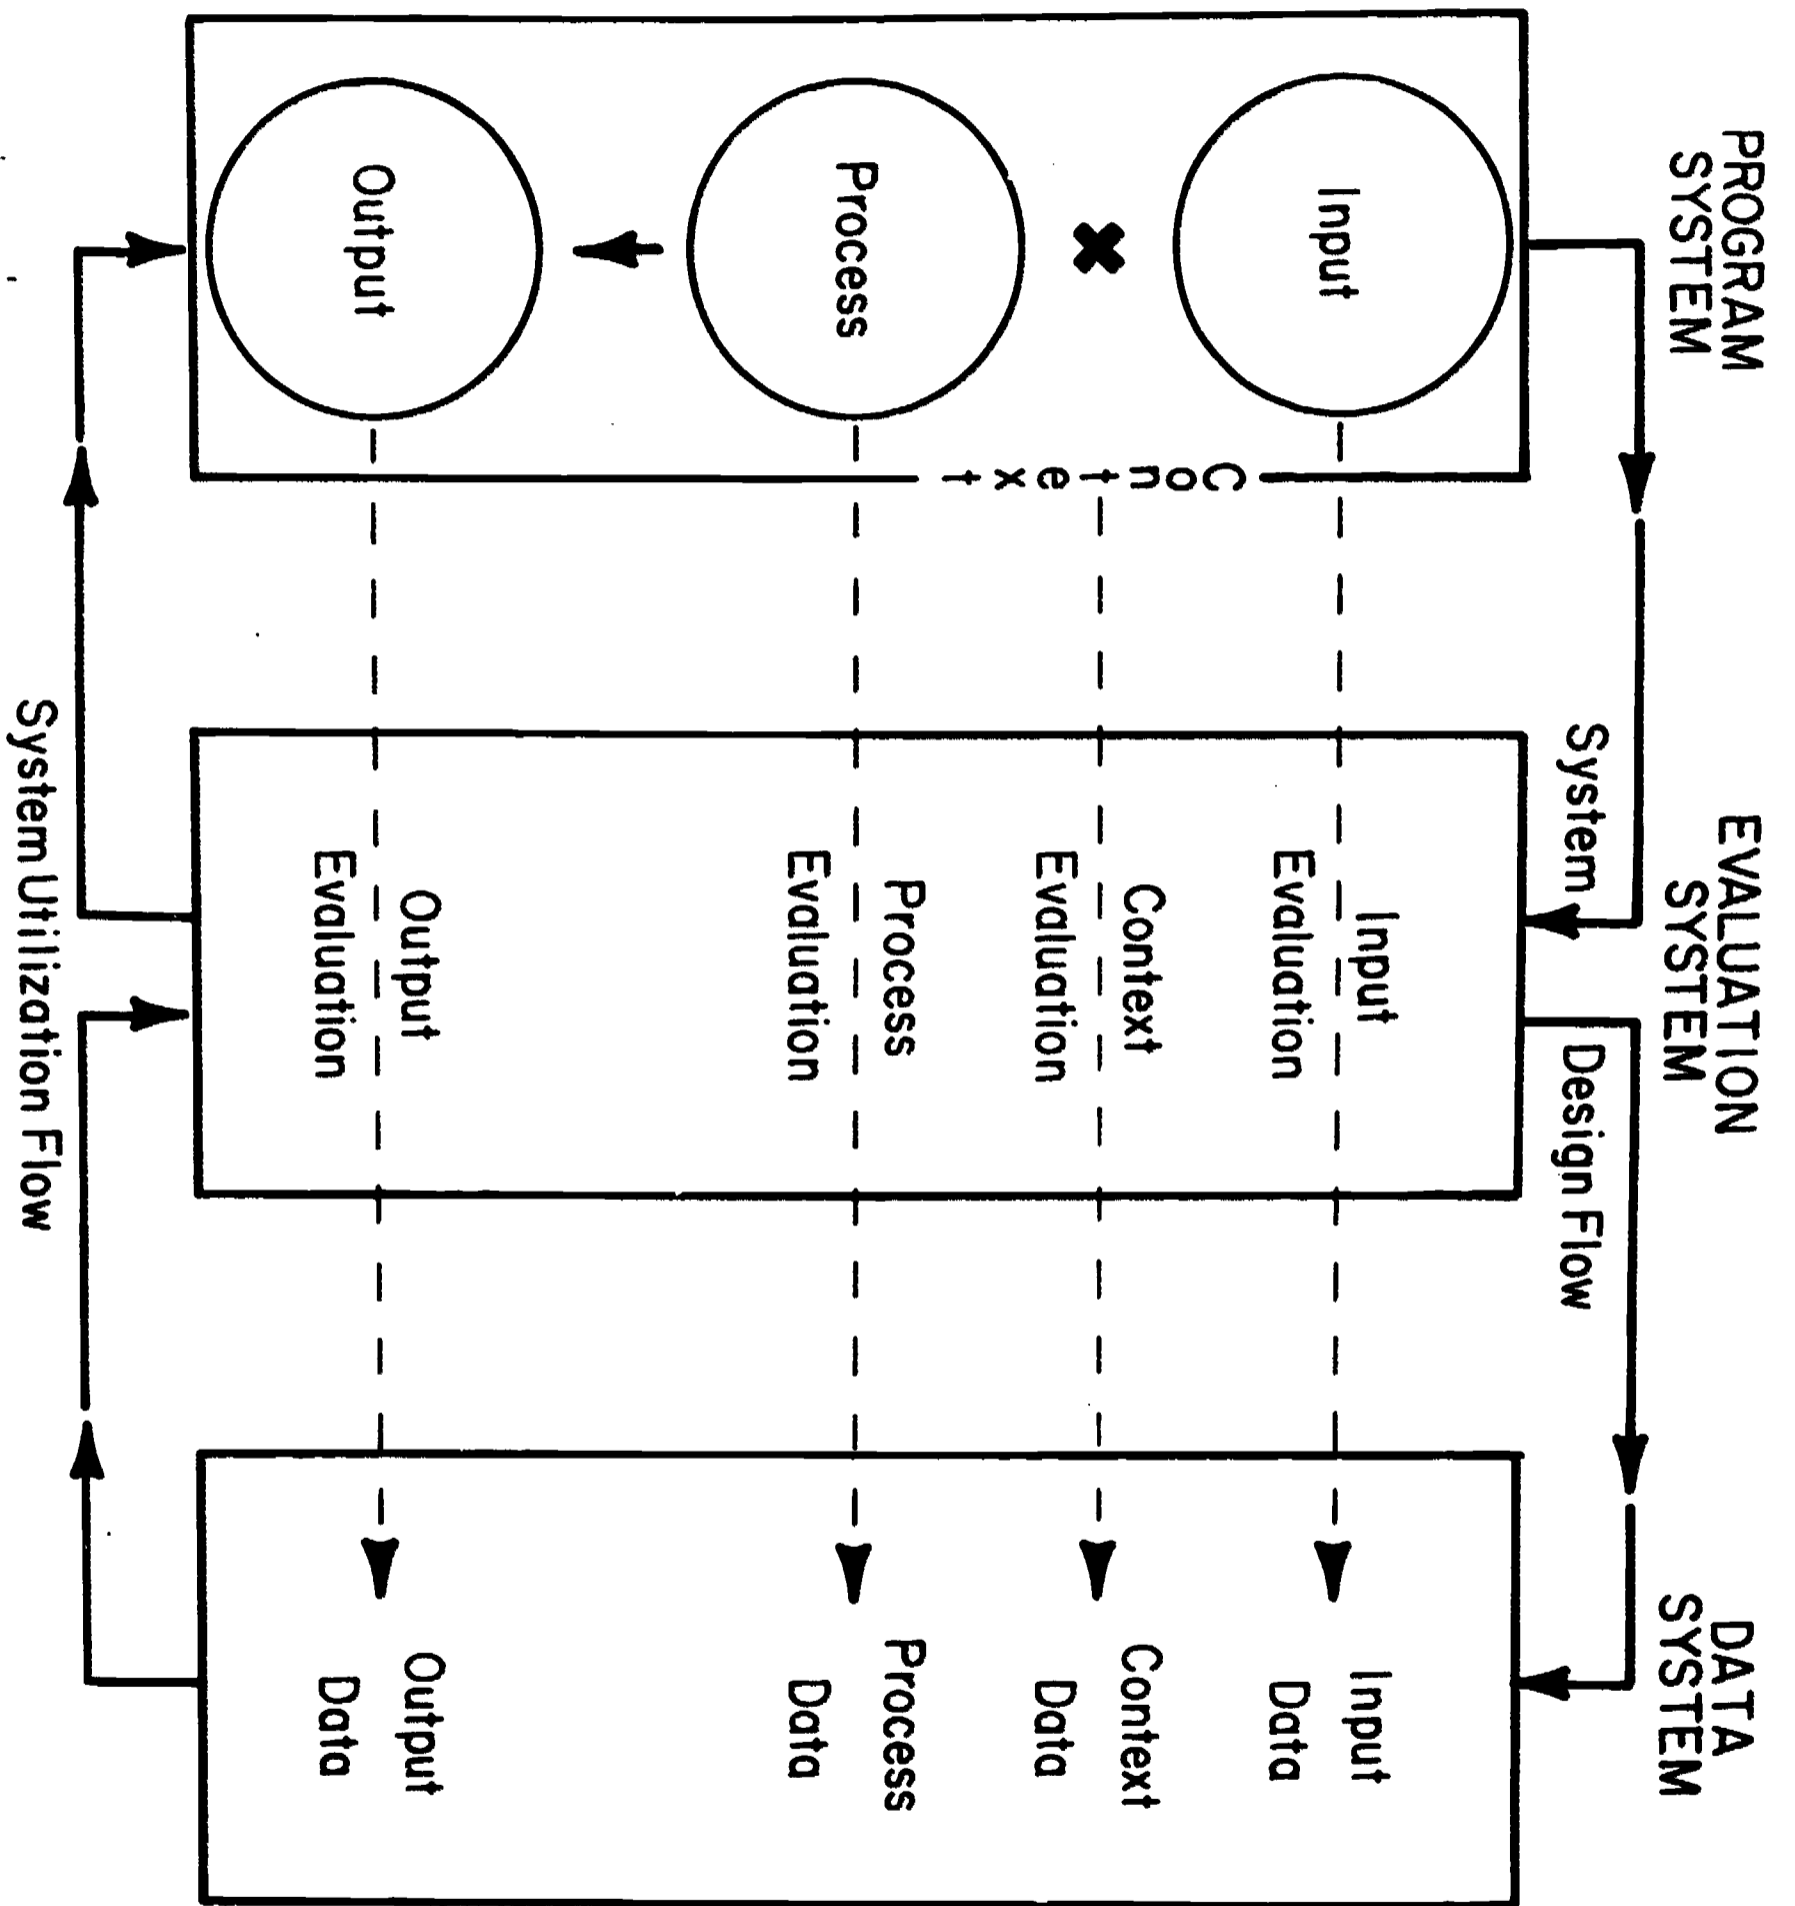 PROGRAM
SYSTEM
EVALUATION
SYSTEM
DATA
SYSTEM
System
Design Flow
Input
Process
Output
Context
Input
Evaluation
Context
Evaluation
Process
Evaluation
Output
Evaluation
Input
Data
Context
Data
Process
Data
Output
Data
System Utilization Flow